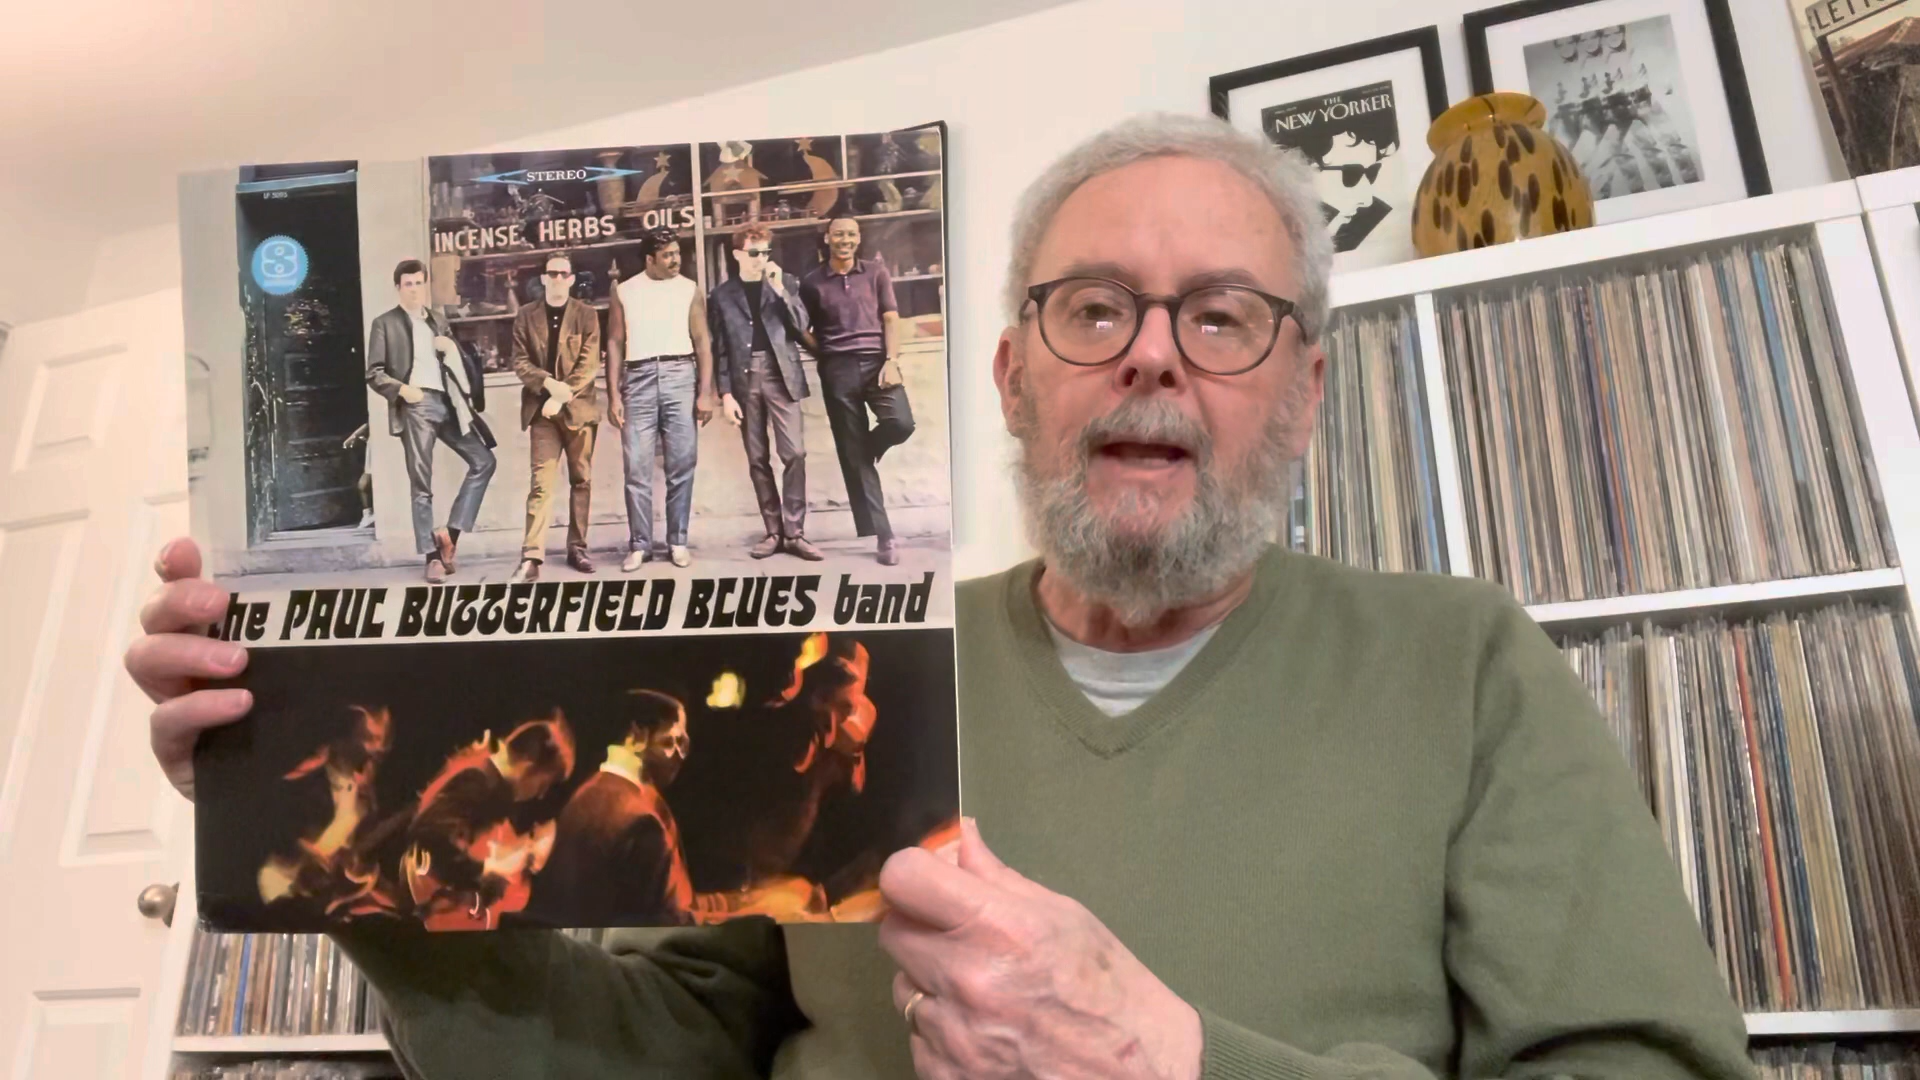 STEREO
INCENSE HERBS OILS
the PAUL BUTTERFIELD BLUES band
THE
NEW YORKER